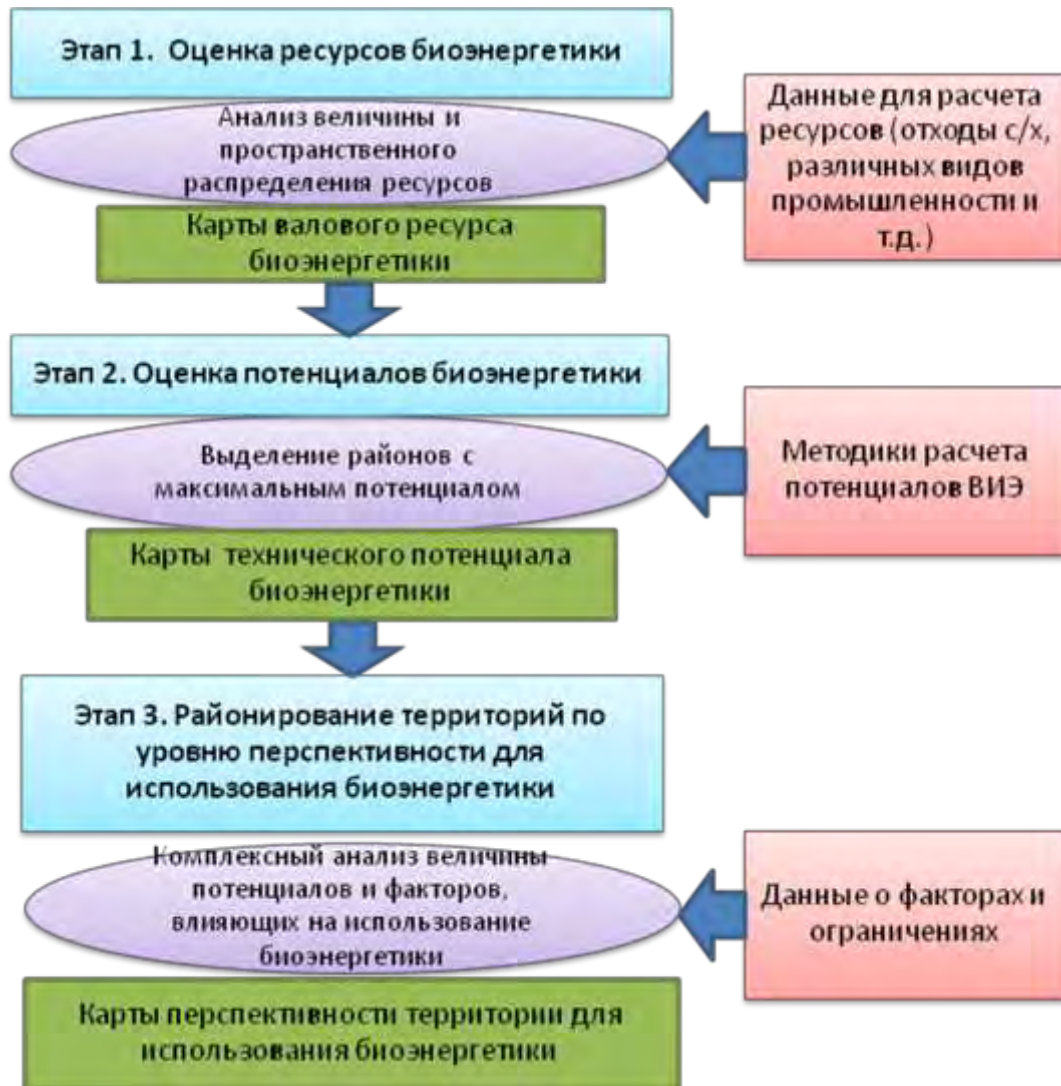 Этап 1.  Оценка ресурсов биоэнергетики
Анализ величины и
пространственного
распределения ресурсов
Карты валового ресурса
биоэнергетики
Данные для расчета
ресурсов (отходы с/х,
различных видов
промышленности и
т.д. )
Этап 2. Оценка потенциалов биоэнергетики
Выделение районов с
максимальным потенциалом
Карты  технического потенциала
биоэнергетики
Методики расчета
потенциалов ВИЭ
Этап 3. Районирование территорий по
уровню перспективности для
использования биоэнергетики
Комплексный анализ величины
потенциалов и факторов,
влияющих на использование
биоэнергетики
Карты перспективности территории для
использования биоэнергетики
Данные о факторах и
ограничениях